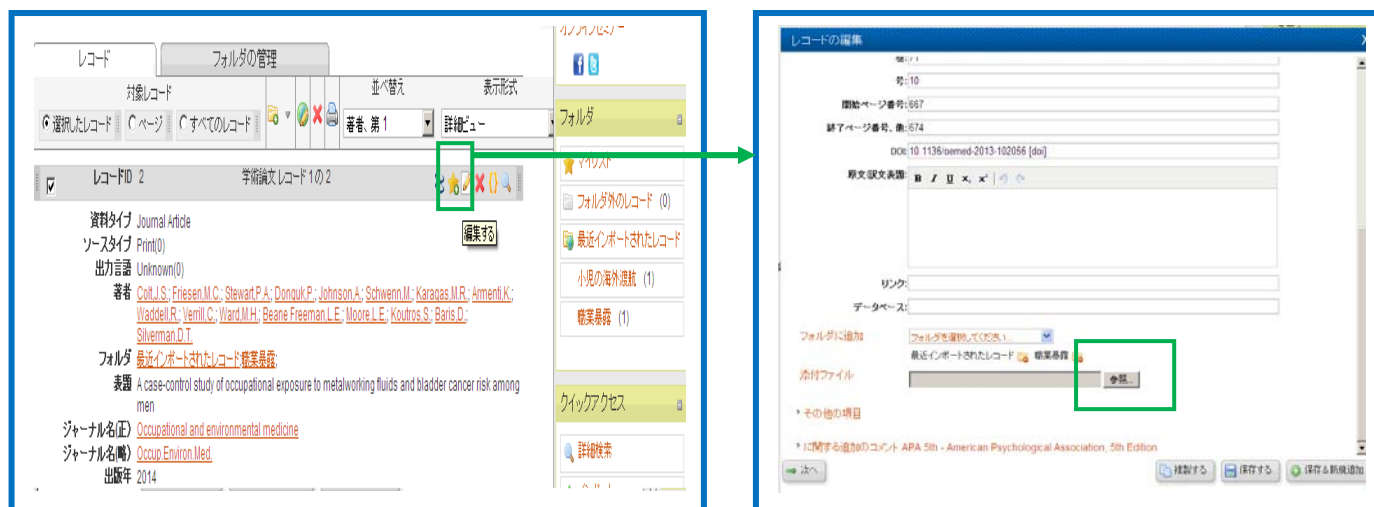 オンラインセミナー
レコード
フォルダの管理
対象レコード
並べ替え
表示形式
選択したレコード
ページ
すべてのレコード
著者、第 1
詳細ビュー
レコードID 2
学術論文 レコード 1 の 2
編集する
資料タイプ Journal Article
ソースタイプ Print(0)
出力言語 Unknown(0)
著者 Colt,J.S.; Friesen,M.C.; Stewart,P.A.; Donguk,P.; Johnson,A.; Schwenn,M.; Karagas,M.R.; Armenti,K.;
Waddell,R.; Verrill,C.; Ward,M.H.; Beane Freeman,L.E.; Moore,L.E.; Koutros,S.; Baris,D.;
Silverman,D.T.
フォルダ 最近インポートされたレコード;職業暴露;
表題 A case-control study of occupational exposure to metalworking fluids and bladder cancer risk among
men
ジャーナル名(正) Occupational and environmental medicine
ジャーナル名(略) Occup.Environ.Med.
出版年 2014
フォルダ
マイリスト
フォルダ外のレコード (0)
最近インポートされたレコード
小児の海外渡航 (1)
職業暴露 (1)
クイックアクセス
詳細検索
レコードの編集
X
巻: 71
号: 10
開始ページ番号: 667
終了ページ番号、他: 674
DOI: 10.1136/oemed-2013-102056 [doi]
原文/訳文表題:
B I U x, x²
リンク:
データベース:
フォルダに追加
フォルダを選択してください...
最近インポートされたレコード 職業暴露
添付ファイル
参照...
その他の項目
に関する追加のコメント APA 5th - American Psychological Association, 5th Edition
次へ
複製する
保存する
保存&新規追加